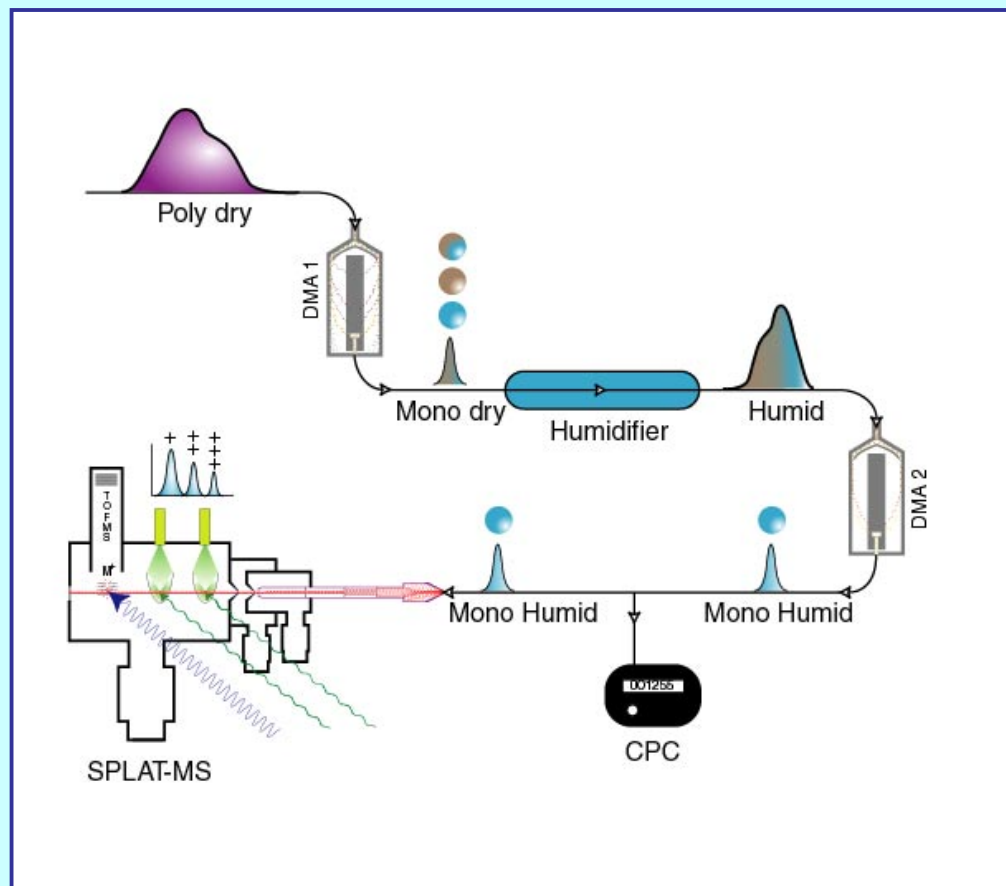 Poly dry
DMA 1
Mono dry
Humidifier
Humid
DMA 2
+
++
+++
TOFMS
M+
Mono Humid
Mono Humid
001255
CPC
SPLAT-MS